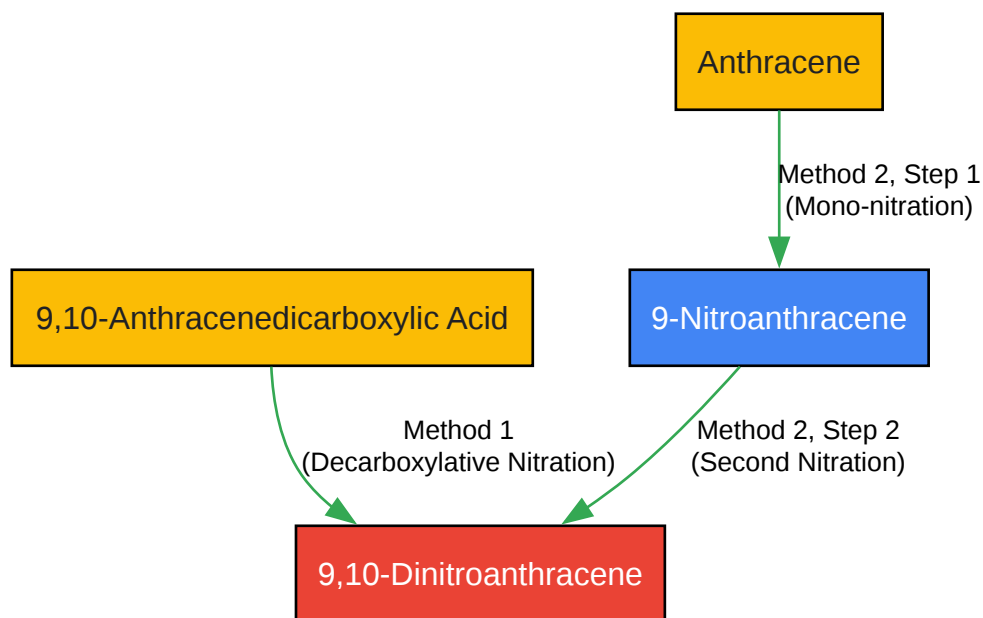 Anthracene
Method 2, Step 1
(Mono-nitration)
9,10-Anthracenedicarboxylic Acid
9-Nitroanthracene
Method 1
(Decarboxylative Nitration)
Method 2, Step 2
(Second Nitration)
9,10-Dinitroanthracene